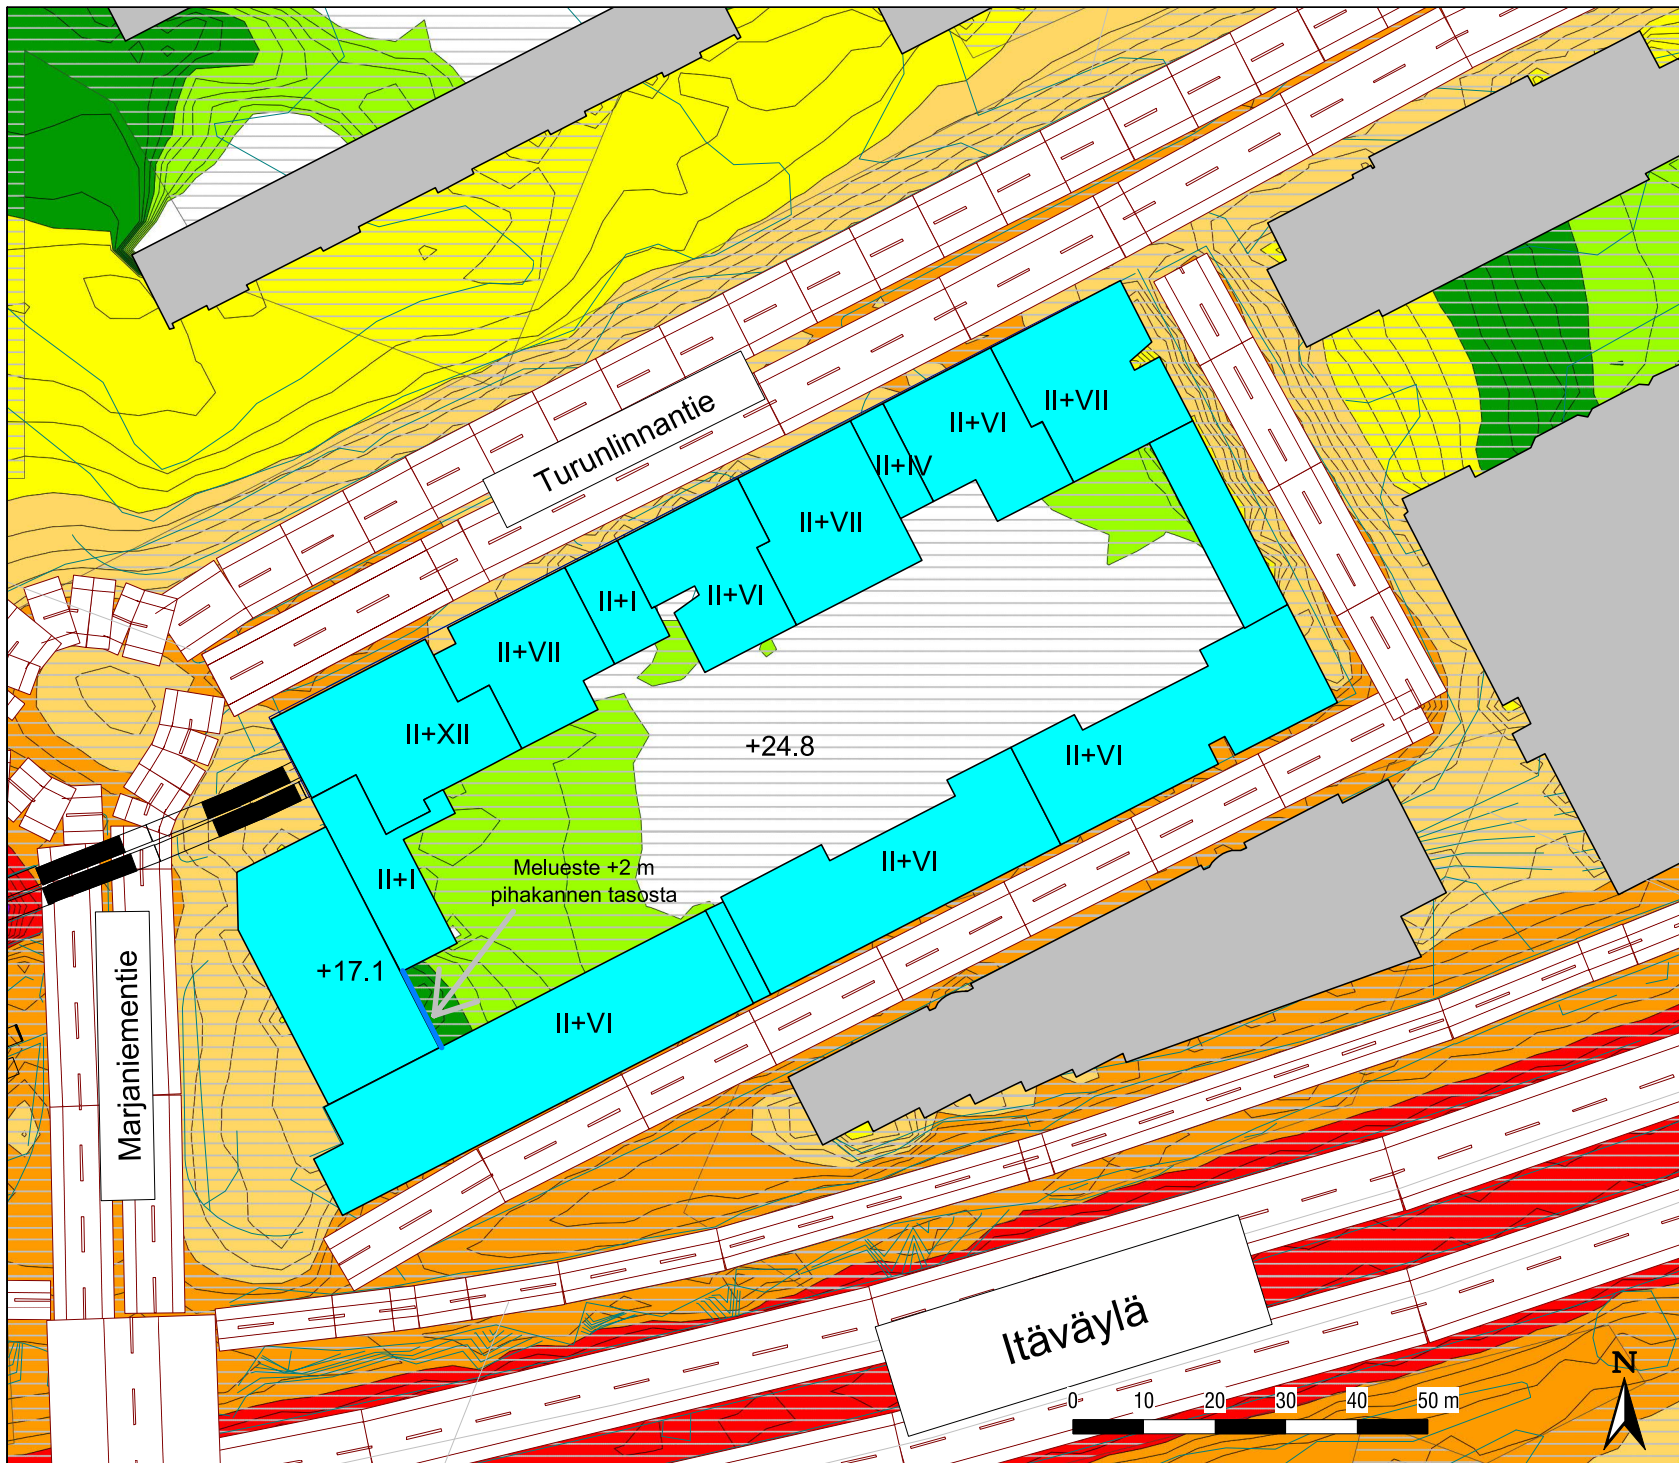 II+VII
II+VI
Turunlinnantie
II+IV
II+VII
II+I
II+VI
II+VII
II+XII
+24.8
II+VI
II+VI
Melueste +2 m
pihakannen tasosta
II+I
+17.1
II+VI
Marjaniementie
Itäväylä
N
0 10 20 30 40 50 m